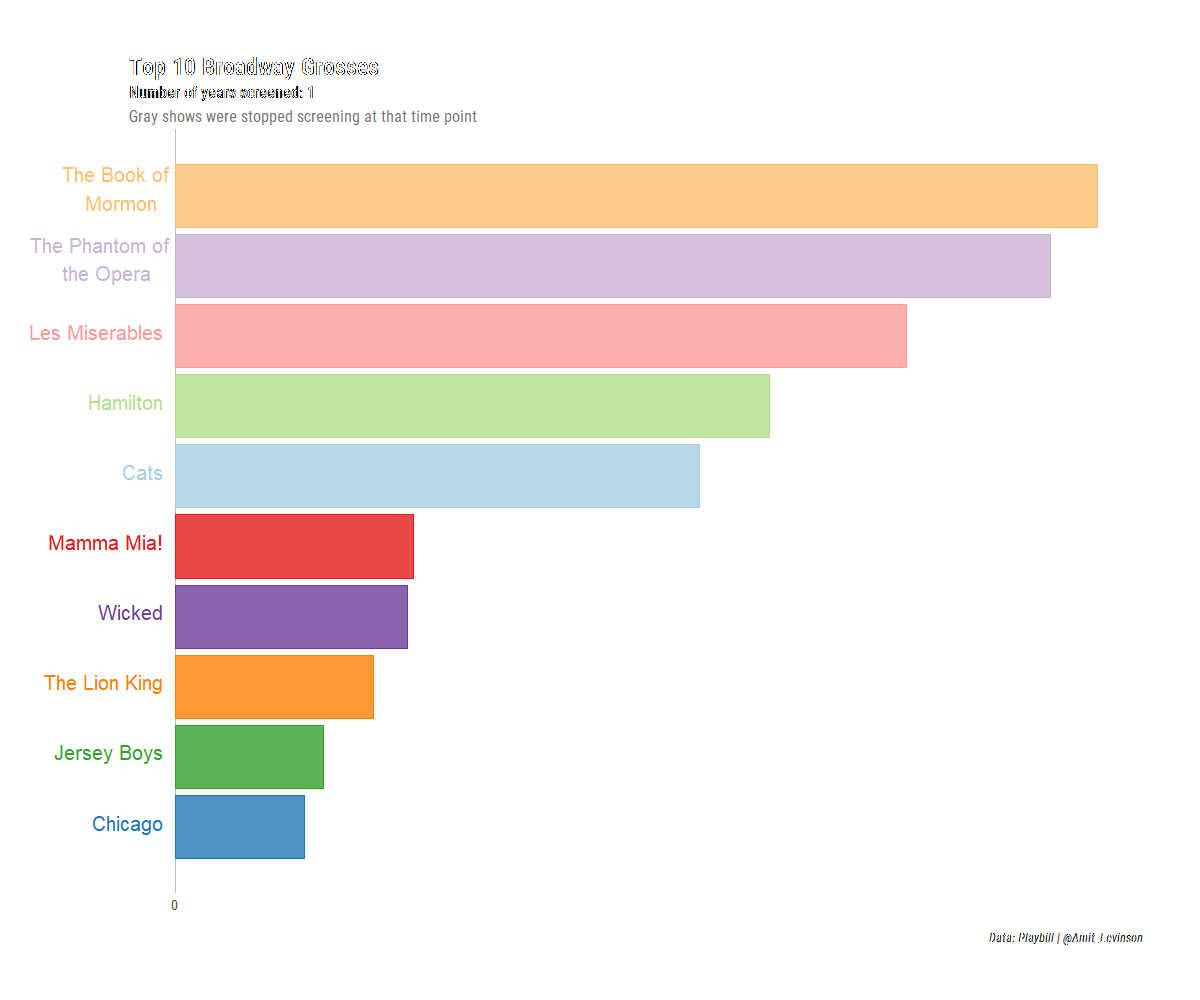 Top 10 Broadway Grosses
Number of years screened: 1
Gray shows were stopped screening at that time point
The Book of
Mormon
The Phantom of
the Opera
Les Miserables
Hamilton
Cats
Mamma Mia!
Wicked
The Lion King
Jersey Boys
Chicago
0
Data: Playbill | @Amit_Levinson